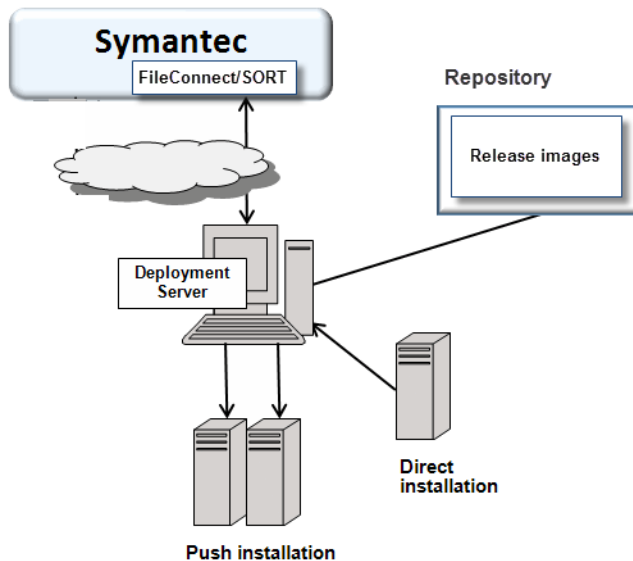 Symantec
FileConnect/SORT
Repository
Release images
Deployment
Server
Direct
installation
Push installation